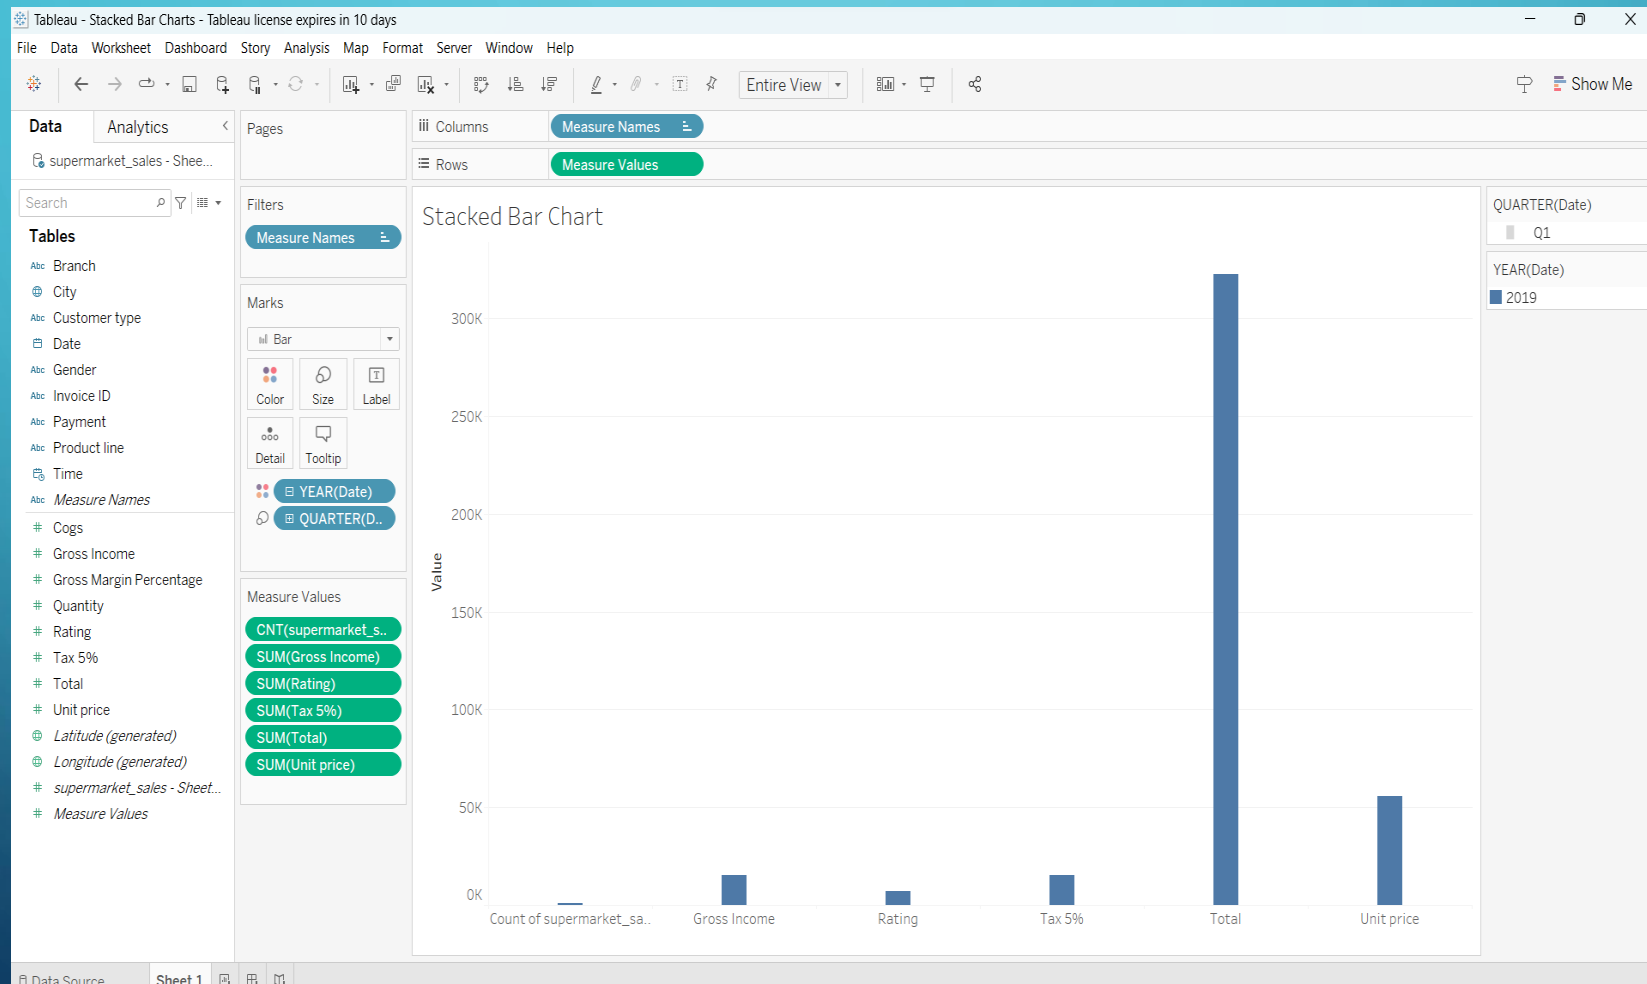 Tableau - Stacked Bar Charts - Tableau license expires in 10 days
File Data Worksheet Dashboard Story Analysis Map Format Server Window Help
Entire View
Show Me
Data
Analytics
supermarket_sales - Shee...
Search
Tables
Abc Branch
City
Abc Customer type
Date
Abc Gender
Abc Invoice ID
Abc Payment
Abc Product line
Time
Abc Measure Names
# Cogs
# Gross Income
# Gross Margin Percentage
# Quantity
# Rating
# Tax 5%
# Total
# Unit price
Latitude (generated)
Longitude (generated)
# supermarket_sales - Sheet...
# Measure Values
Pages
Filters
Measure Names
Marks
Bar
Color Size Label
Detail Tooltip
YEAR(Date)
QUARTER(D..
Measure Values
CNT(supermarket_s..
SUM(Gross Income)
SUM(Rating)
SUM(Tax 5%)
SUM(Total)
SUM(Unit price)
Columns
Measure Names
Rows
Measure Values
Stacked Bar Chart
300K
250K
200K
150K
100K
50K
0K
Value
Count of supermarket_sa..
Gross Income
Rating
Tax 5%
Total
Unit price
QUARTER(Date)
Q1
YEAR(Date)
2019
Data Source
Sheet 1